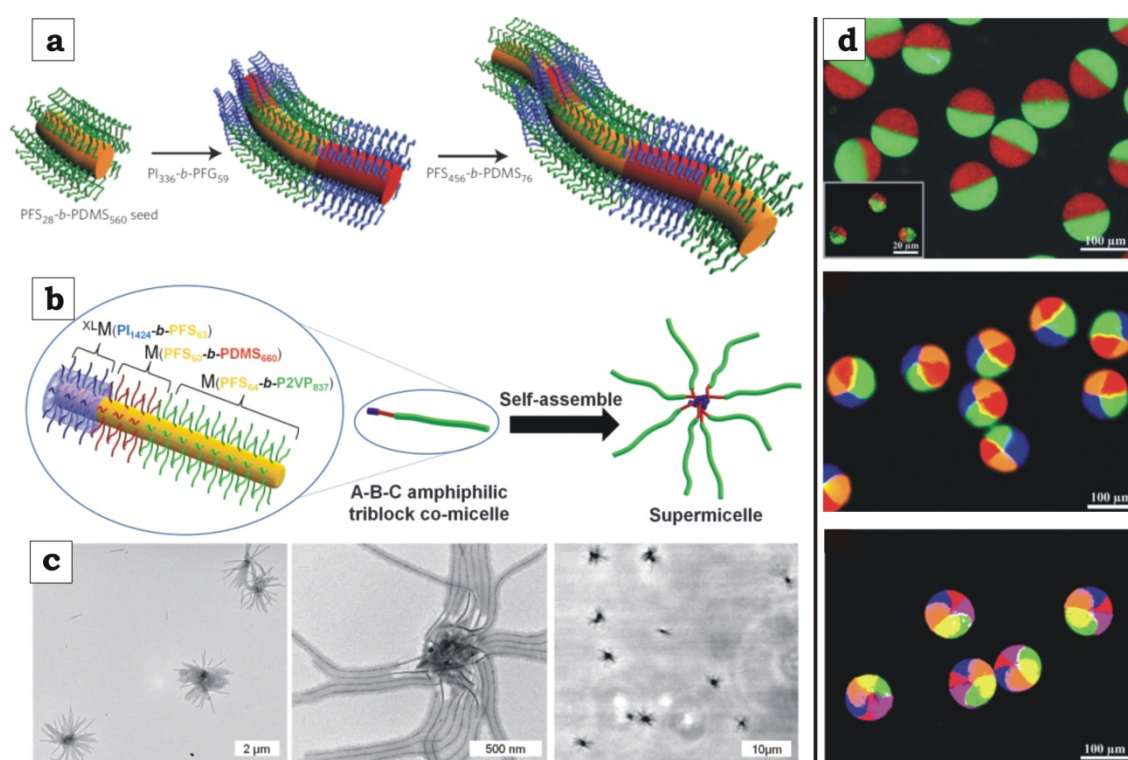 a
PI336-b-PFG59
PFS456-b-PDMS76
PFS28-b-PDMS560 seed
b
XLM(PI1424-b-PFS63)
M(PFS60-b-PDMS660)
M(PFS54-b-P2VP837)
Self-assemble
A-B-C amphiphilic
triblock co-micelle
Supermicelle
c
2 µm
500 nm
10µm
d
20 µm
100 µm
100 µm
100 µm